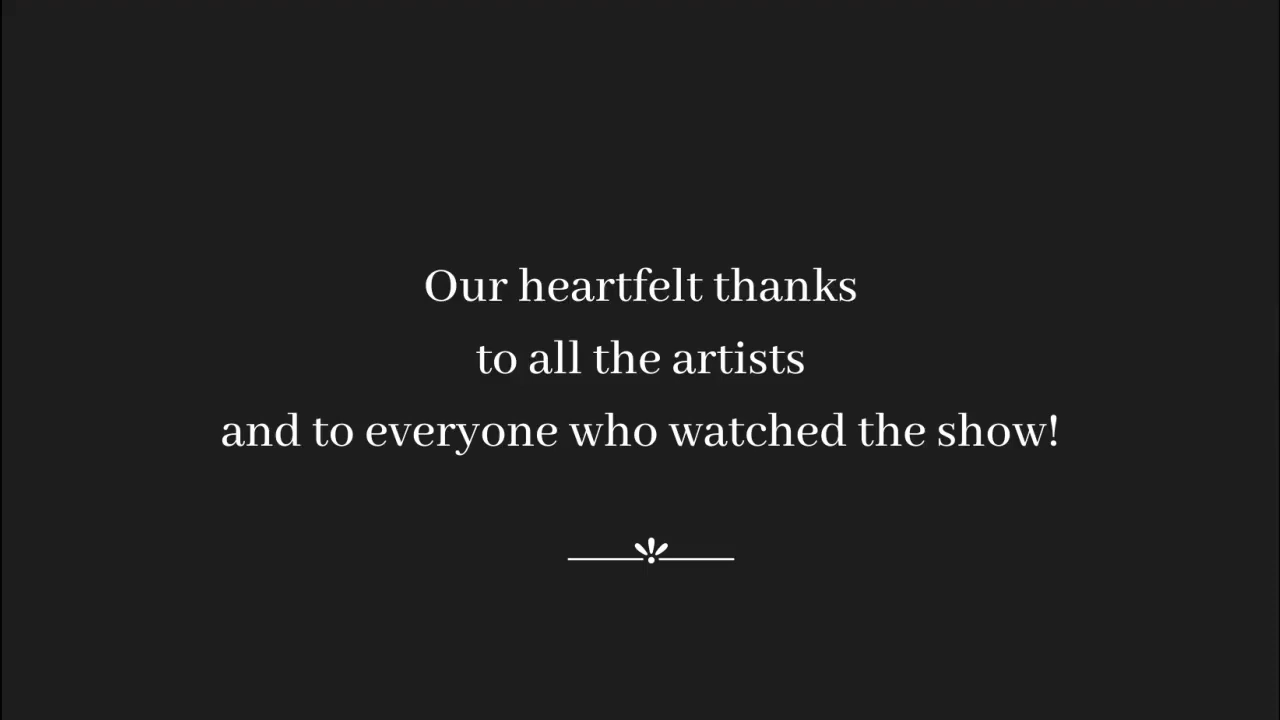 Our heartfelt thanks
to all the artists
and to everyone who watched the show!